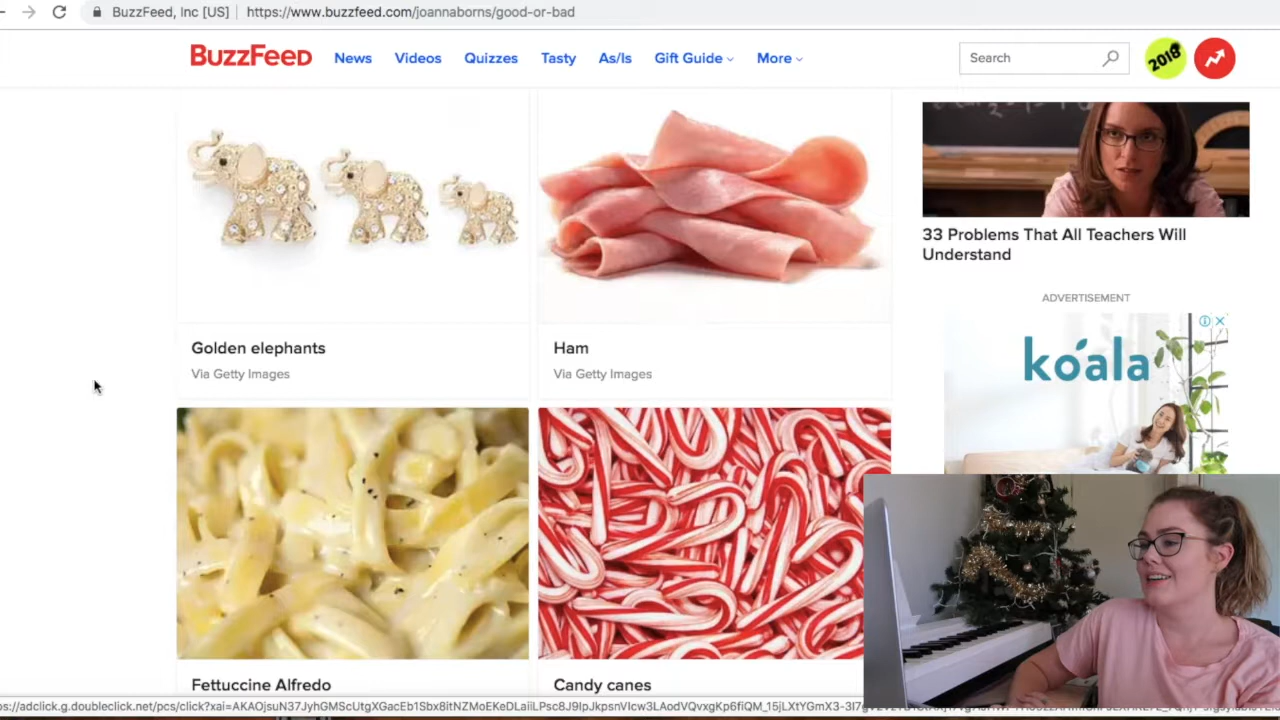 BuzzFeed, Inc [US] | https://www.buzzfeed.com/joannaborns/good-or-bad
BuzzFeed
News
Videos
Quizzes
Tasty
As/Is
Gift Guide
More
Search
2018
33 Problems That All Teachers Will
Understand
ADVERTISEMENT
koala
Golden elephants
Via Getty Images
Ham
Via Getty Images
Fettuccine Alfredo
Candy canes